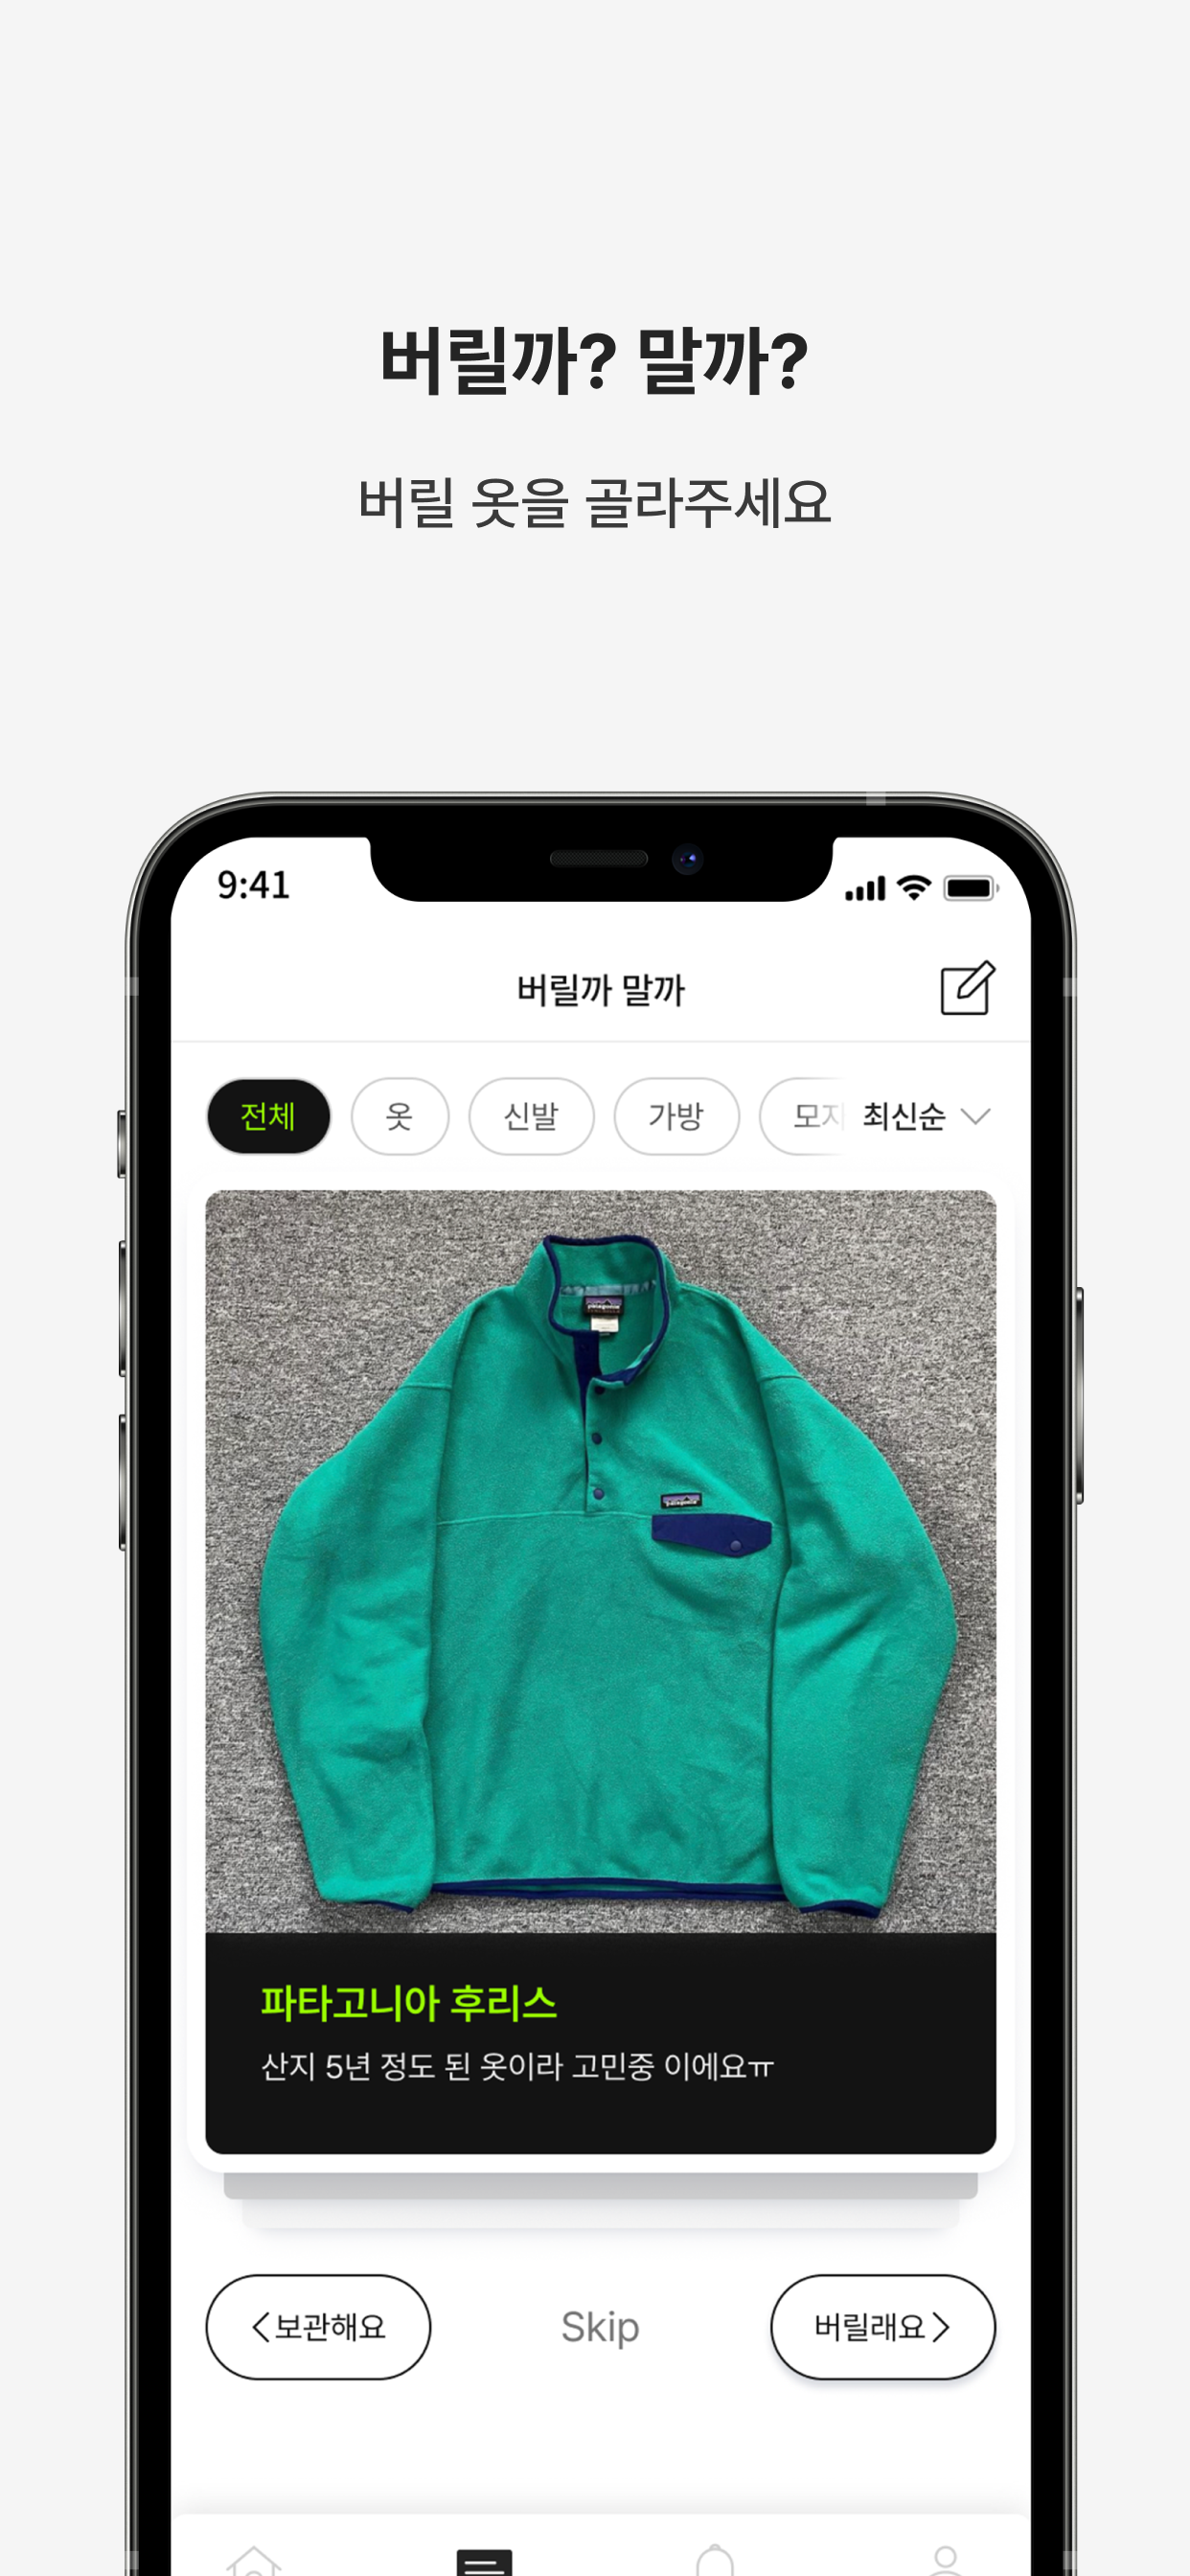 버릴까? 말까?
버릴 옷을 골라주세요
9:41
버릴까 말까
전체 옷 신발 가방 모자 최신순
patagonia
patagonia
파타고니아 후리스
산지 5년 정도 된 옷이라 고민중 이에요ㅠ
보관해요 Skip 버릴래요